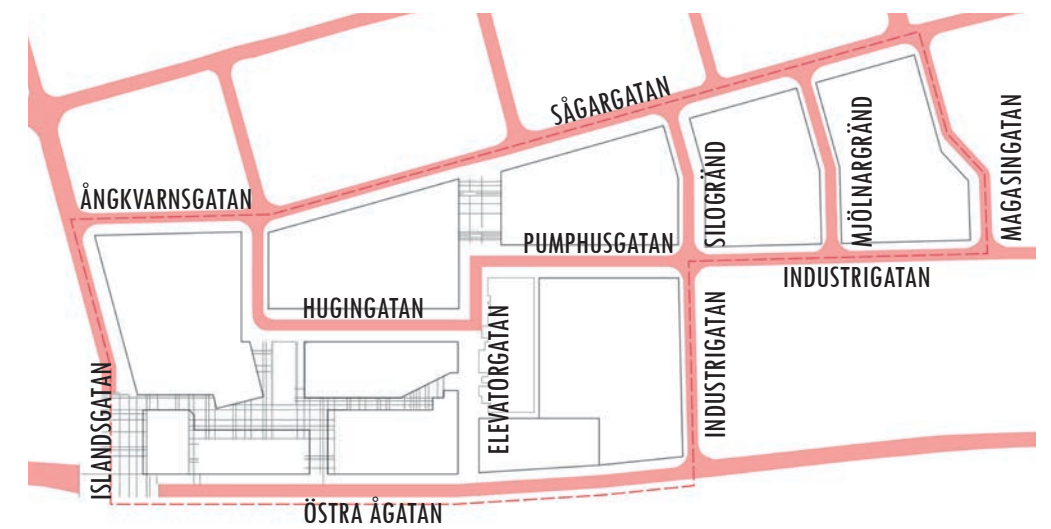 SÅGARGATAN
MAGASINGATAN
MJÖLNARGRÄND
SILOGRÄND
ÅNGKVARNSGATAN
PUMPHUSGATAN
INDUSTRIGATAN
HUGINGATAN
ELEVATORGATAN
INDUSTRIGATAN
ISLANDSGATAN
ÖSTRA ÅGATAN